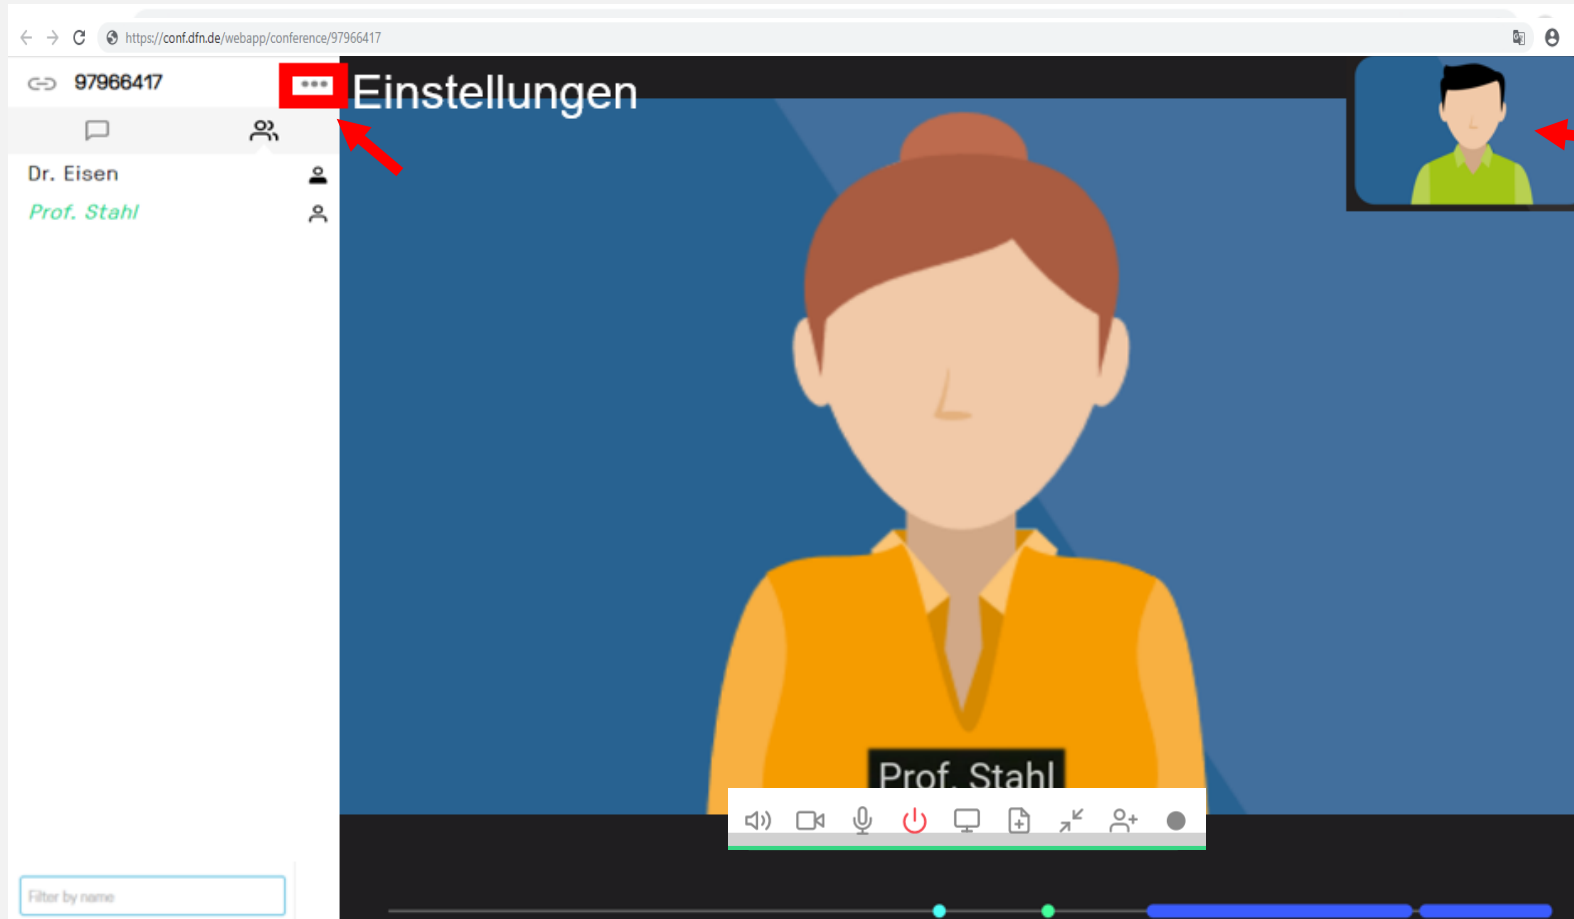 https://conf.dfn.de/webapp/conference/97966417
97966417
Einstellungen
Dr. Eisen
Prof. Stahl
Prof. Stahl
Filter by name